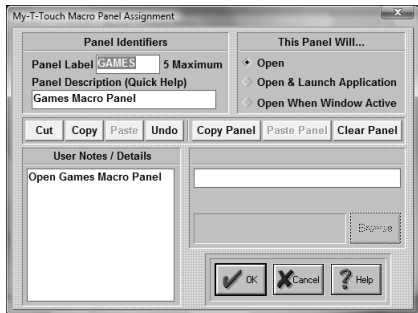 My-T-Touch Macro Panel Assignment
Panel Identifiers
Panel Label GAMES 5 Maximum
Panel Description (Quick Help)
Games Macro Panel
This Panel Will...
Open
Open & Launch Application
Open When Window Active
Cut Copy Paste Undo Copy Panel Paste Panel Clear Panel
User Notes / Details
Open Games Macro Panel
Browse
OK Cancel ? Help